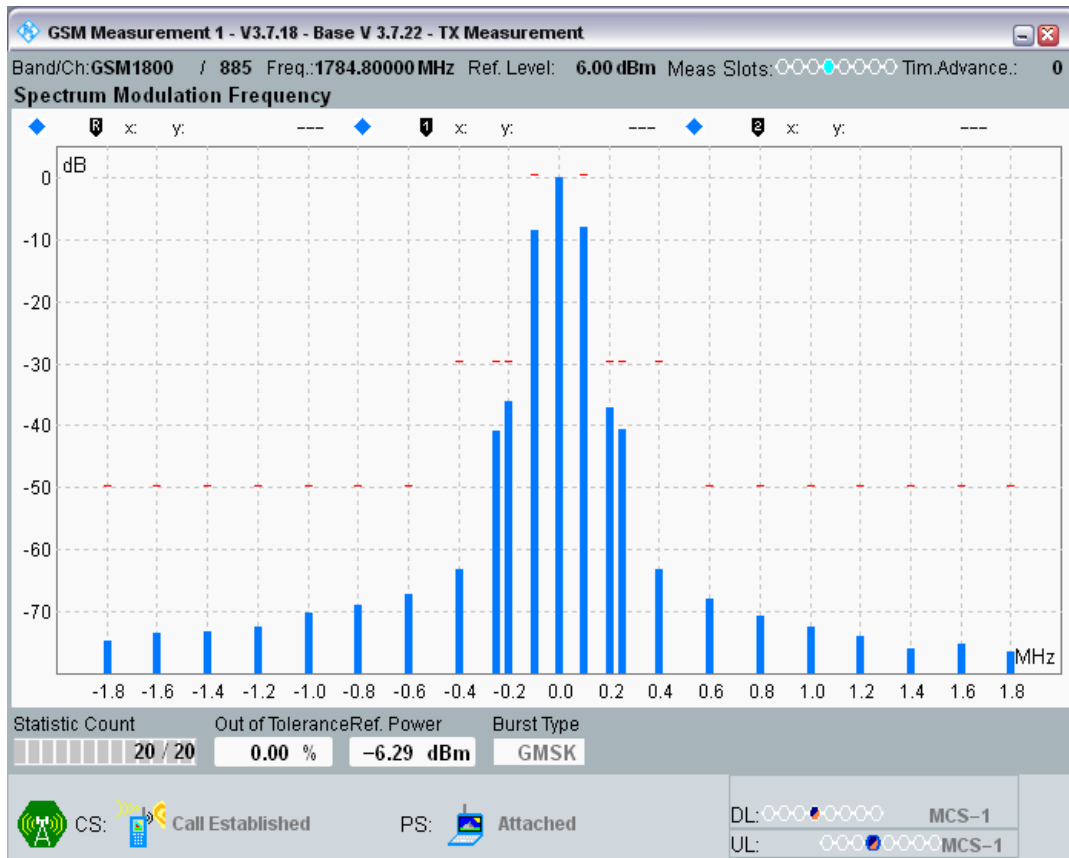 GSM Measurement 1 - V3.7.18 - Base V 3.7.22 - TX Measurement
Band/Ch:GSM1800 / 885 Freq.:1784.80000 MHz Ref. Level: 6.00 dBm Meas Slots: Tim.Advance.: 0
Spectrum Modulation Frequency
R x: y: --- 1 x: y: --- 2 x: y: ---
dB
0
-10
-20
-30
-40
-50
-60
-70
MHz
-1.8 -1.6 -1.4 -1.2 -1.0 -0.8 -0.6 -0.4 -0.2 0.0 0.2 0.4 0.6 0.8 1.0 1.2 1.4 1.6 1.8
Statistic Count Out of Tolerance Ref. Power Burst Type
20 / 20 0.00 % -6.29 dBm GMSK
CS: Call Established PS: Attached DL: MCS-1
UL: MCS-1